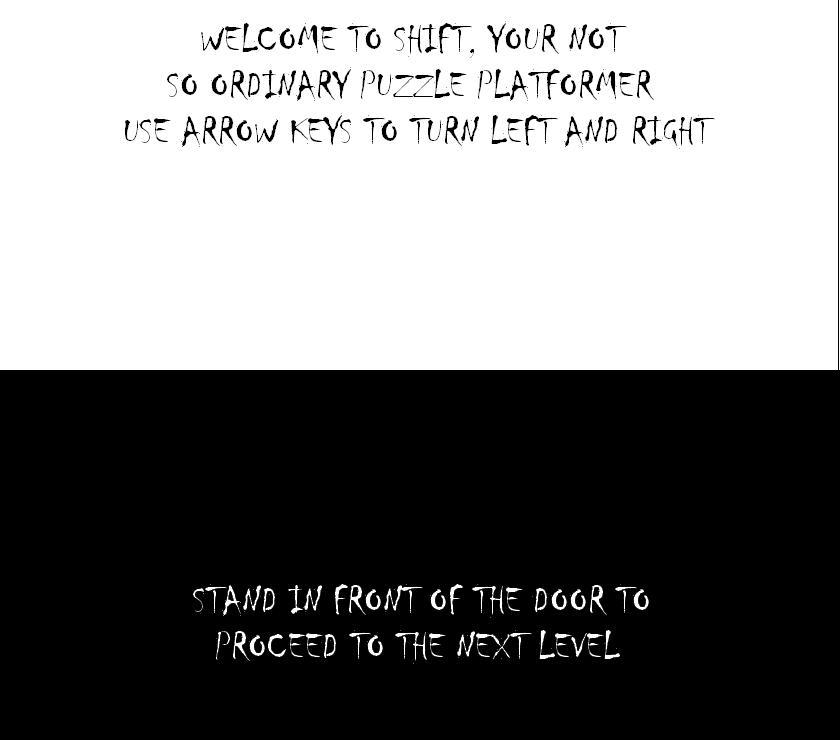 WELCOME TO SHIFT, YOUR NOT
SO ORDINARY PUZZLE PLATFORMER
USE ARROW KEYS TO TURN LEFT AND RIGHT
STAND IN FRONT OF THE DOOR TO
PROCEED TO THE NEXT LEVEL